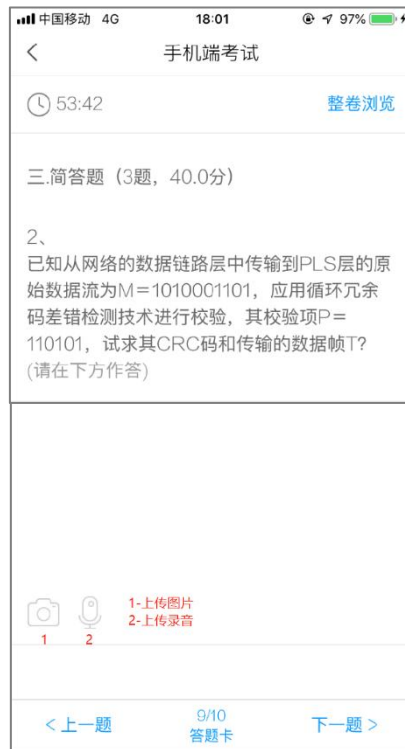 中国移动 4G 18:01 97%
手机端考试
53:42 整卷浏览
三.简答题（3题，40.0分）
2、
已知从网络的数据链路层中传输到PLS层的原
始数据流为M＝1010001101，应用循环冗余
码差错检测技术进行校验，其校验项P＝
110101，试求其CRC码和传输的数据帧T？
(请在下方作答)
1-上传图片
2-上传录音
1 2
<上一题 9/10 下一题>
答题卡